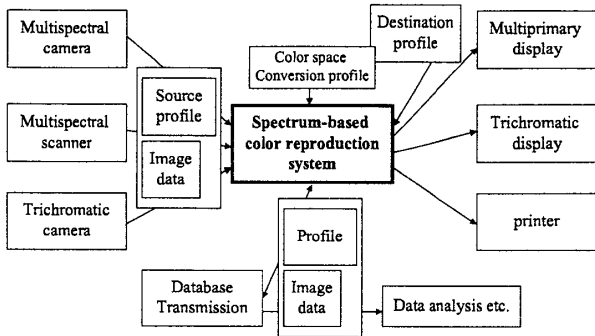 Multispectral
camera
Multispectral
scanner
Trichromatic
camera
Source
profile
Image
data
Color space
Conversion profile
Destination
profile
Spectrum-based
color reproduction
system
Multiprimary
display
Trichromatic
display
printer
Profile
Image
data
Database
Transmission
Data analysis etc.